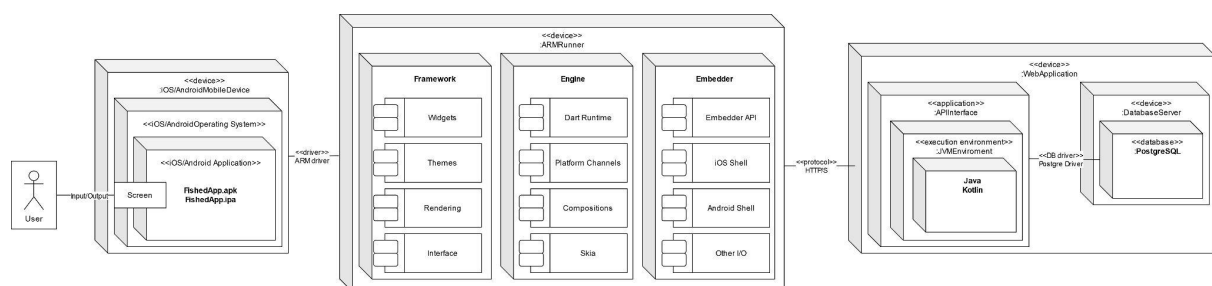 User
Input/Output
<<device>>
:iOS/AndroidMobileDevice
<<iOS/AndroidOperating System>>
<<iOS/Android Application>>
Screen
FIshedApp.apk
FIshedApp.ipa
<<driver>>
ARM driver
<<device>>
:ARMRunner
Framework
Widgets
Themes
Rendering
Interface
Engine
Dart Runtime
Platform Channels
Compositions
Skia
Embedder
Embedder API
iOS Shell
Android Shell
Other I/O
<<protocol>>
HTTP/S
<<device>>
:WebApplication
<<application>>
:APIInterface
<<execution environment>>
:JVMEnviroment
Java
Kotlin
<<DB driver>>
Postgre Driver
<<device>>
:DatabaseServer
<<database>>
:PostgreSQL